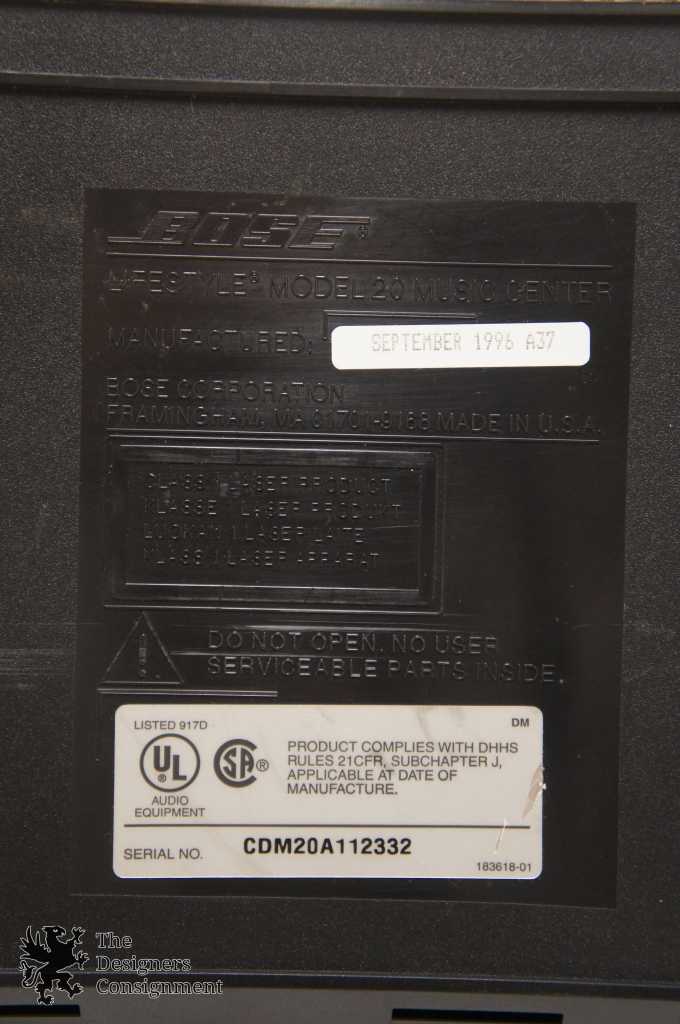 BOSE®
LIFESTYLE® MODEL 20 MUSIC CENTER
MANUFACTURED: SEPTEMBER 1996 A37
BOSE CORPORATION
FRAMINGHAM, MA 01701-9168 MADE IN U.S.A.
CLASS 1 LASER PRODUCT
KLASSE 1 LASER PRODUKT
LUOKAN 1 LASER LAITE
KLASS 1 LASER APPARAT
! DO NOT OPEN. NO USER
SERVICEABLE PARTS INSIDE.
LISTED 917D
DM
UL®
SA®
AUDIO
EQUIPMENT
PRODUCT COMPLIES WITH DHHS
RULES 21CFR, SUBCHAPTER J,
APPLICABLE AT DATE OF
MANUFACTURE.
SERIAL NO. CDM20A112332
183618-01
The
Designers
Consignment